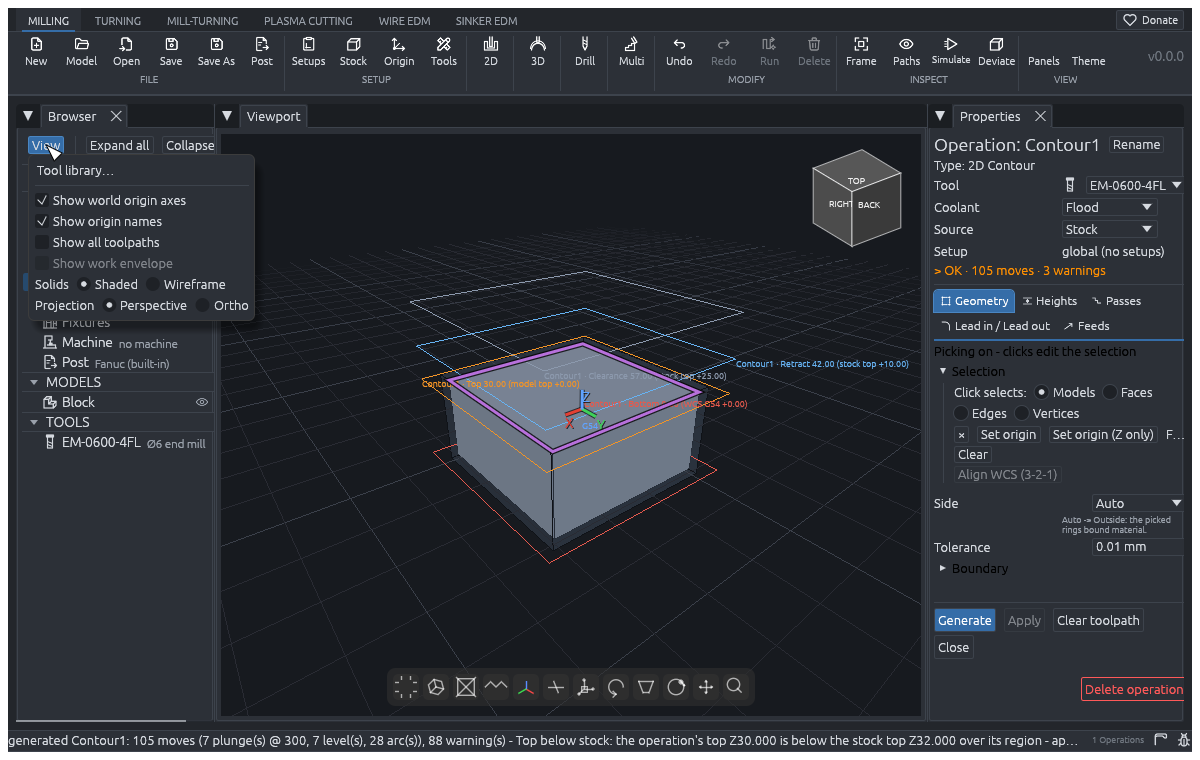 MILLING TURNING MILL-TURNING PLASMA CUTTING WIRE EDM SINKER EDM Donate
New Model Open Save Save As Post Setups Stock Origin Tools 2D 3D Drill Multi Undo Redo Run Delete Frame Paths Simulate Deviate Panels Theme v0.0.0
FILE SETUP MODIFY INSPECT VIEW
Browser
View Expand all Collapse
Tool library...
Show world origin axes
Show origin names
Show all toolpaths
Show work envelope
Solids Shaded Wireframe
Projection Perspective Ortho
Fixtures
Machine no machine
Post Fanuc (built-in)
MODELS
Block
TOOLS
EM-0600-4FL Ø6 end mill
Viewport
TOP
RIGHT BACK
Contour1 - Retract 42.00 (stock top +10.00)
Contour1 - Clearance 57.00 (stock top +25.00)
Top 30.00 (model top +0.00)
G54 +0.00)
Z
X Y
G54
Properties
Operation: Contour1 Rename
Type: 2D Contour
Tool EM-0600-4FL
Coolant Flood
Source Stock
Setup global (no setups)
> OK · 105 moves · 3 warnings
Geometry Heights Passes
Lead in / Lead out Feeds
Picking on - clicks edit the selection
Selection
Click selects: Models Faces
Edges Vertices
× Set origin Set origin (Z only) F...
Clear
Align WCS (3-2-1)
Side Auto
Auto -> Outside: the picked
rings bound material.
Tolerance 0.01 mm
Boundary
Generate Apply Clear toolpath
Close
Delete operation
generated Contour1: 105 moves (7 plunge(s) @ 300, 7 level(s), 28 arc(s)), 88 warning(s) - Top below stock: the operation's top Z30.000 is below the stock top Z32.000 over its region - ap... 1 Operations